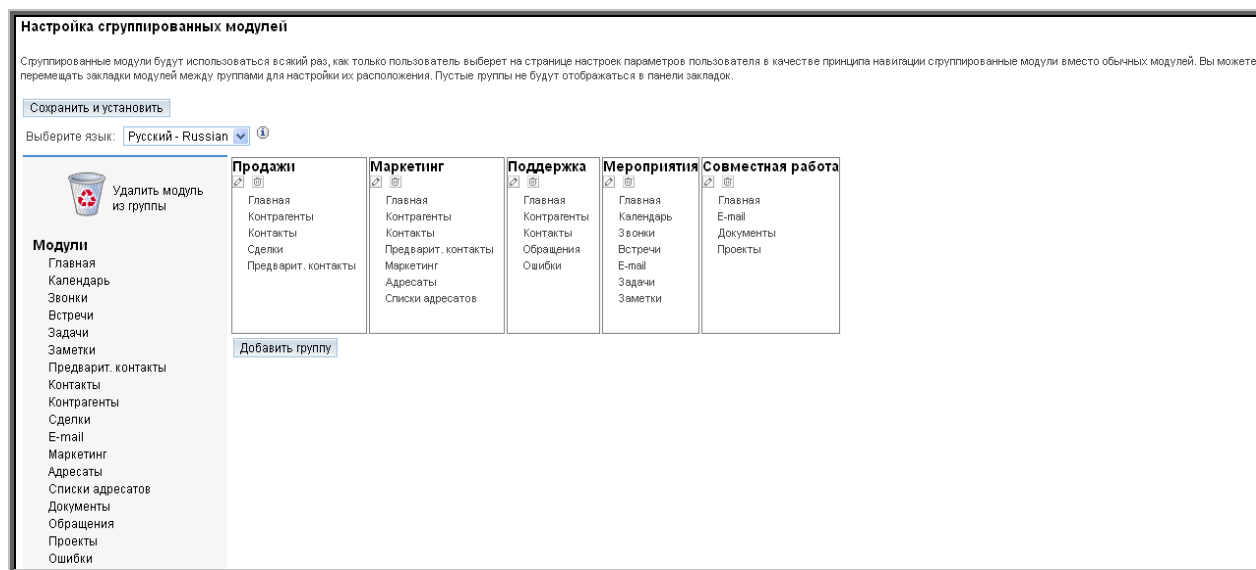 Настройка сгруппированных модулей
Сгруппированные модули будут использоваться всякий раз, как только пользователь выберет на странице настроек параметров пользователя в качестве принципа навигации сгруппированные модули вместо обычных модулей. Вы можете
перемещать закладки модулей между группами для настройки их расположения. Пустые группы не будут отображаться в панели закладок.
Сохранить и установить
Выберите язык: Русский - Russian
Удалить модуль
из группы
Модули
Главная
Календарь
Звонки
Встречи
Задачи
Заметки
Предварит. контакты
Контакты
Контрагенты
Сделки
E-mail
Маркетинг
Адресаты
Списки адресатов
Документы
Обращения
Проекты
Ошибки
Продажи
Главная
Контрагенты
Контакты
Сделки
Предварит. контакты
Маркетинг
Главная
Контрагенты
Контакты
Предварит. контакты
Маркетинг
Адресаты
Списки адресатов
Поддержка
Главная
Контрагенты
Контакты
Обращения
Ошибки
Мероприятия
Главная
Календарь
Звонки
Встречи
E-mail
Задачи
Заметки
Совместная работа
Главная
E-mail
Документы
Проекты
Добавить группу